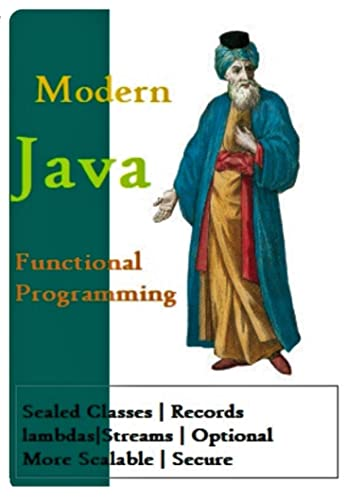 Modern
Java
Functional
Programming
Sealed Classes | Records
lambdas|Streams | Optional
More Scalable | Secure